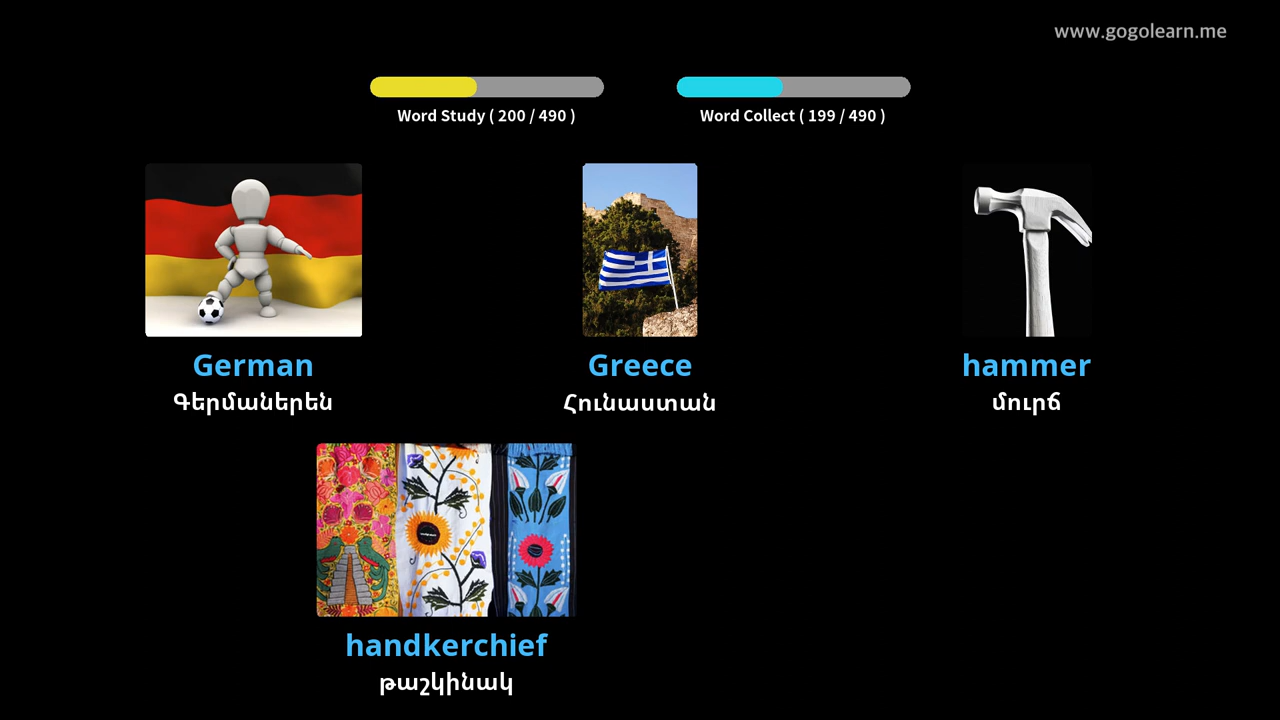 www.gogolearn.me
Word Study ( 200 / 490 )
Word Collect ( 199 / 490 )
German
Գերմաներեն
Greece
Հունաստան
hammer
մուրճ
handkerchief
թաշկինակ